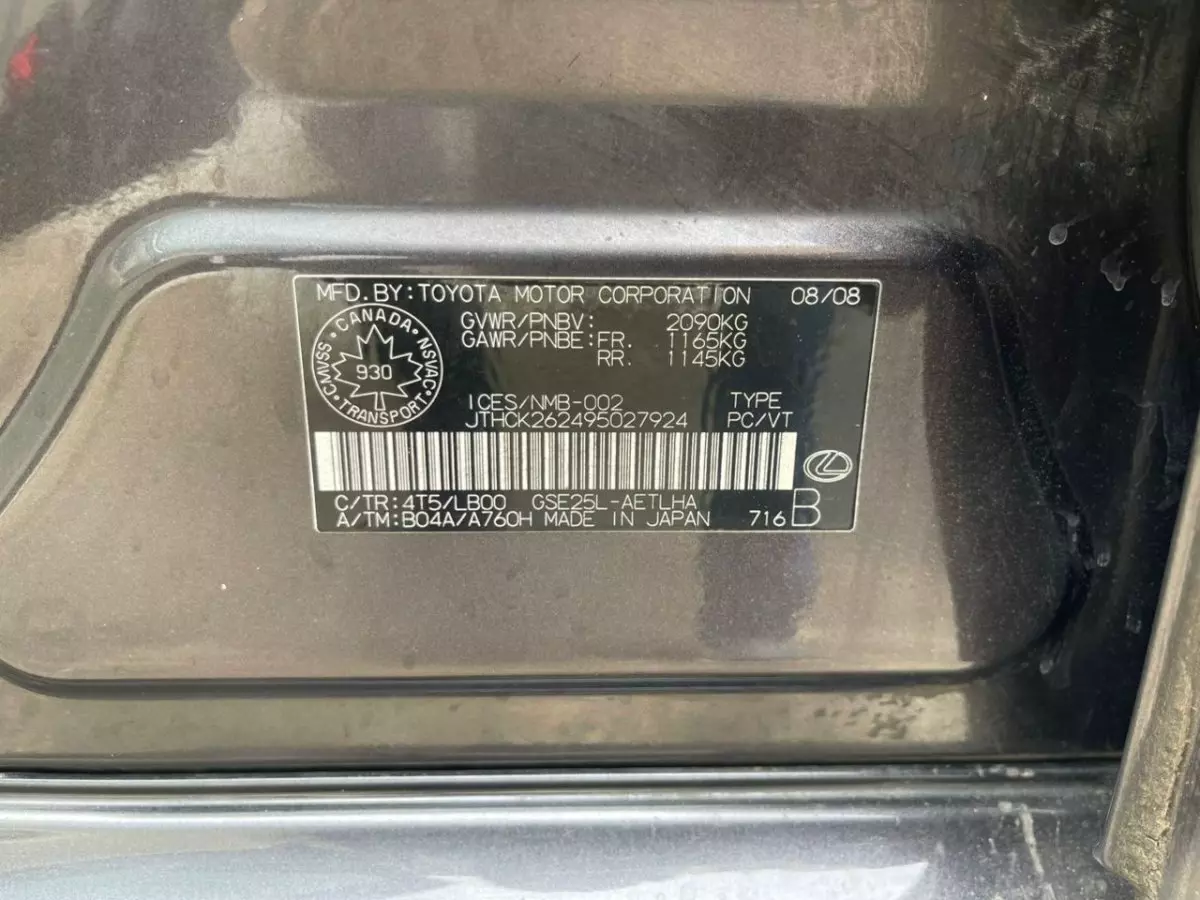 MFD. BY: TOYOTA MOTOR CORPORATION 08/08
GVWR/PNBV: 2090KG
GAWR/PNBE: FR. 1165KG
RR. 1145KG
CANADA
CMVSS 930 NSVAC
TRANSPORT
ICES/NMB-002 TYPE
JTHCK262495027924 PC/VT
C/TR: 4T5/LB00 GSE25L-AETLHA
A/TM: B04A/A760H MADE IN JAPAN 716 B